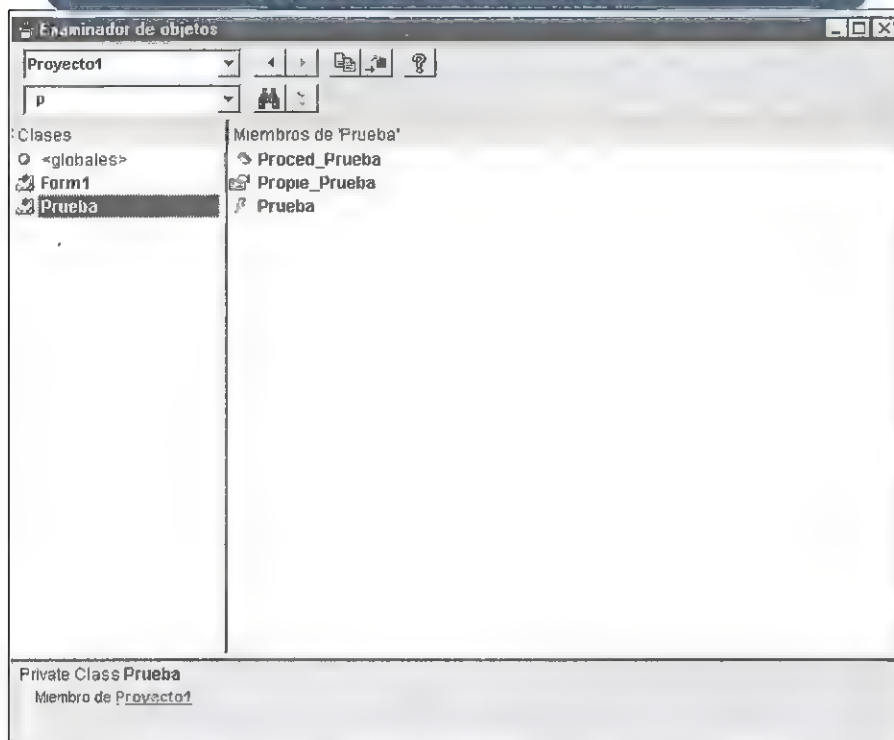 Examinador de objetos
Proyecto1
p
Clases
Miembros de 'Prueba'
<globales>
Proced_Prueba
Form1
Propie_Prueba
Prueba
Prueba
Private Class Prueba
Miembro de Proyecto1